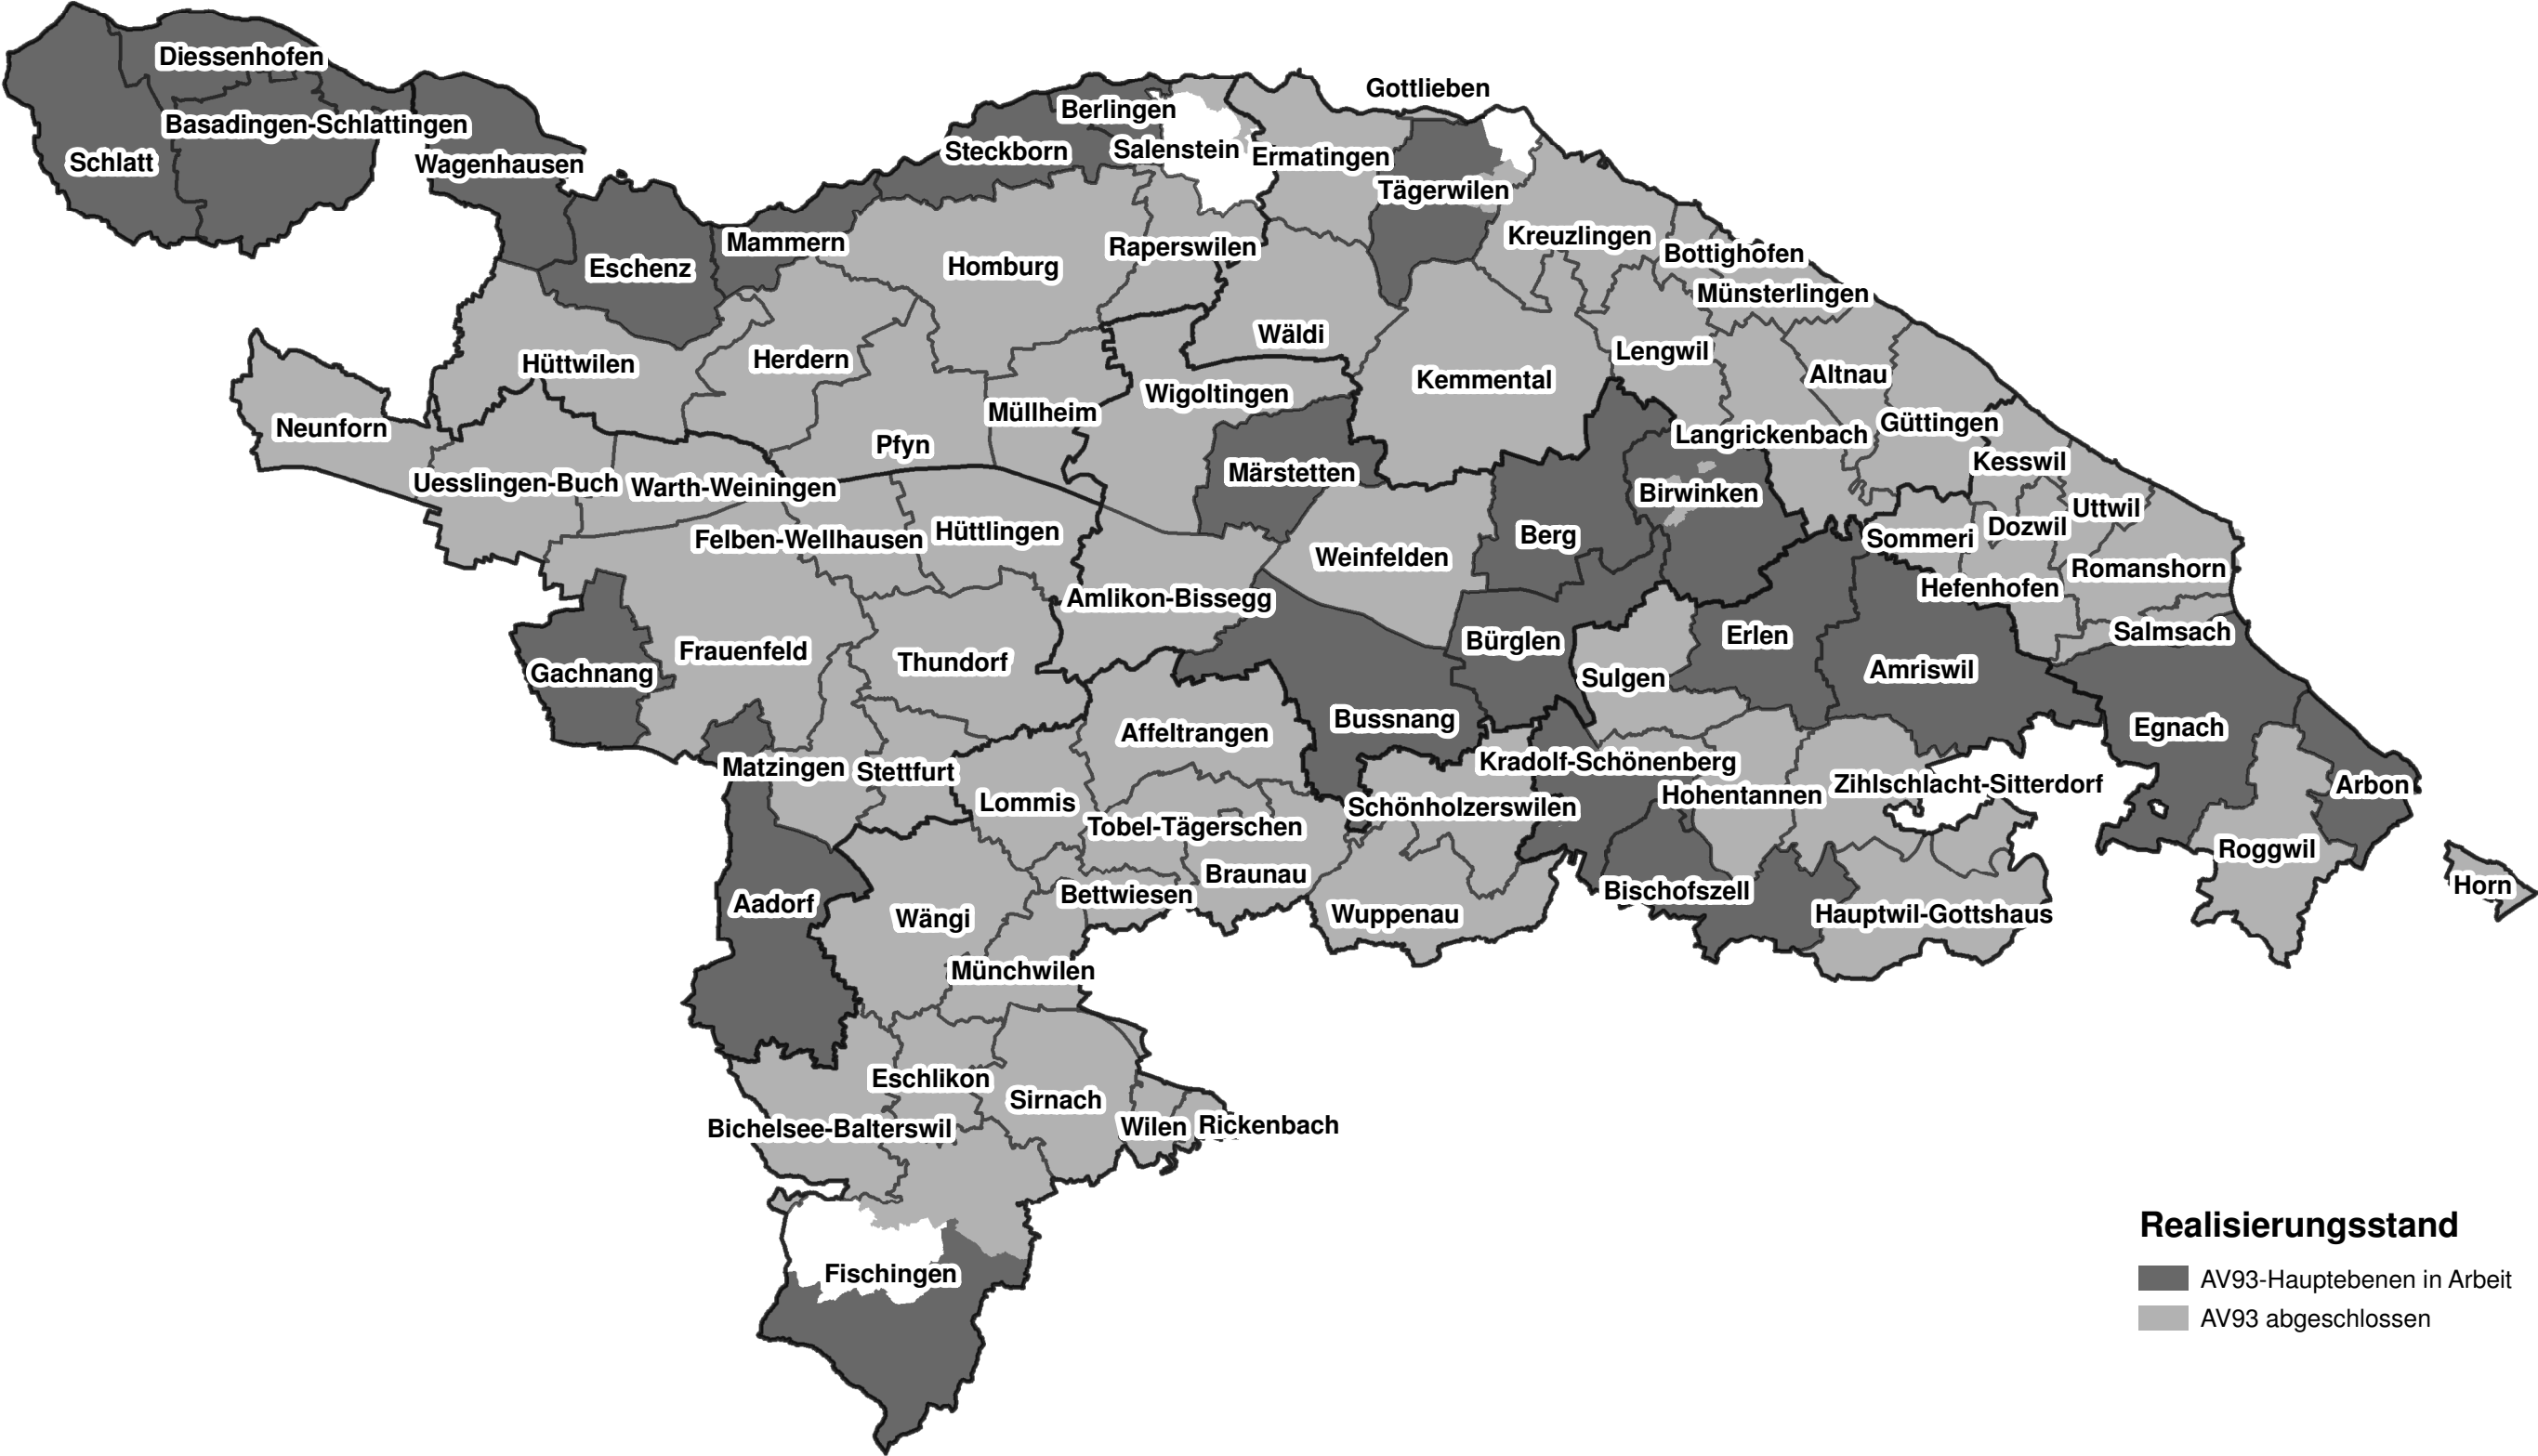 Diessenhofen
Gottlieben
Berlingen
Basadingen-Schlattingen
Steckborn
Salenstein
Ermatingen
Schlatt
Wagenhausen
Tägerwilen
Mammern
Raperswilen
Kreuzlingen
Bottighofen
Eschenz
Homburg
Münsterlingen
Wäldi
Hüttwilen
Herdern
Lengwil
Altnau
Wigoltingen
Kemmental
Müllheim
Neunforn
Pfyn
Langrickenbach
Güttingen
Märstetten
Kesswil
Uesslingen-Buch
Warth-Weiningen
Birwinken
Uttwil
Felben-Wellhausen
Hüttlingen
Weinfelden
Berg
Sommeri
Dozwil
Romanshorn
Hefenhofen
Amlikon-Bissegg
Frauenfeld
Thundorf
Bürglen
Erlen
Salmsach
Gachnang
Sulgen
Amriswil
Affeltrangen
Bussnang
Egnach
Matzingen
Stettfurt
Kradolf-Schönenberg
Zihlschlacht-Sitterdorf
Arbon
Lommis
Schönholzerswilen
Hohentannen
Tobel-Tägerschen
Roggwil
Braunau
Horn
Aadorf
Wängi
Bettwiesen
Wuppenau
Bischofszell
Hauptwil-Gottshaus
Münchwilen
Eschlikon
Sirnach
Bichelsee-Balterswil
Wilen
Rickenbach
Fischingen
Realisierungsstand
AV93-Hauptebenen in Arbeit
AV93 abgeschlossen